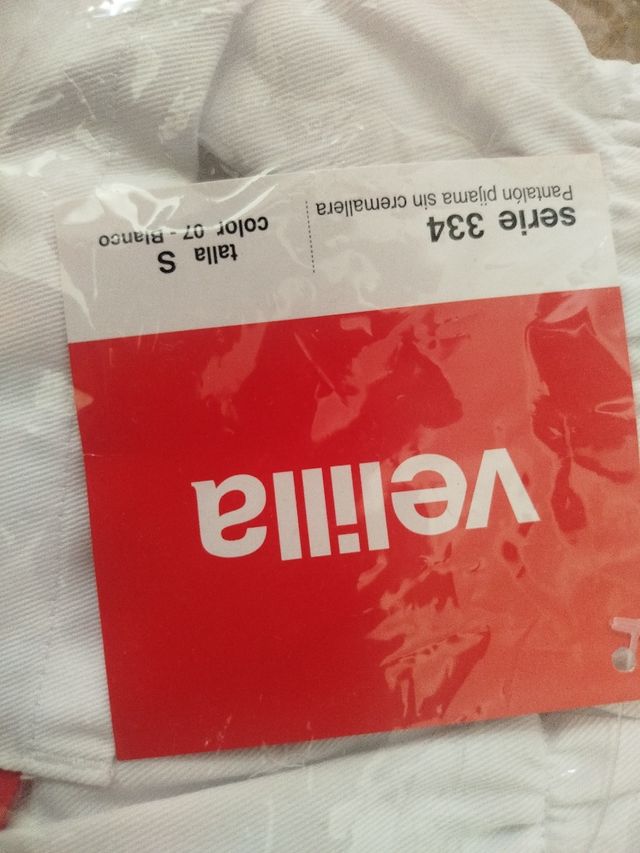 velilla
serie 334
Pantalón pijama sin cremallera
talla S
color 07 - Blanco